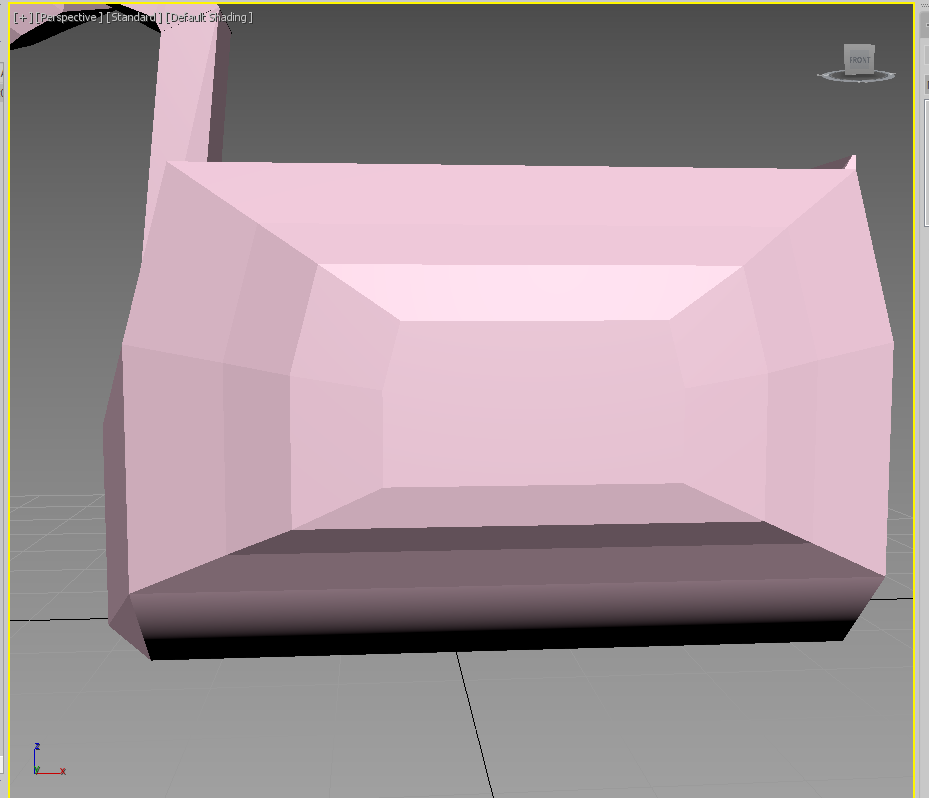 [+] [Perspective] [Standard] [Default Shading]
FRONT
z
x